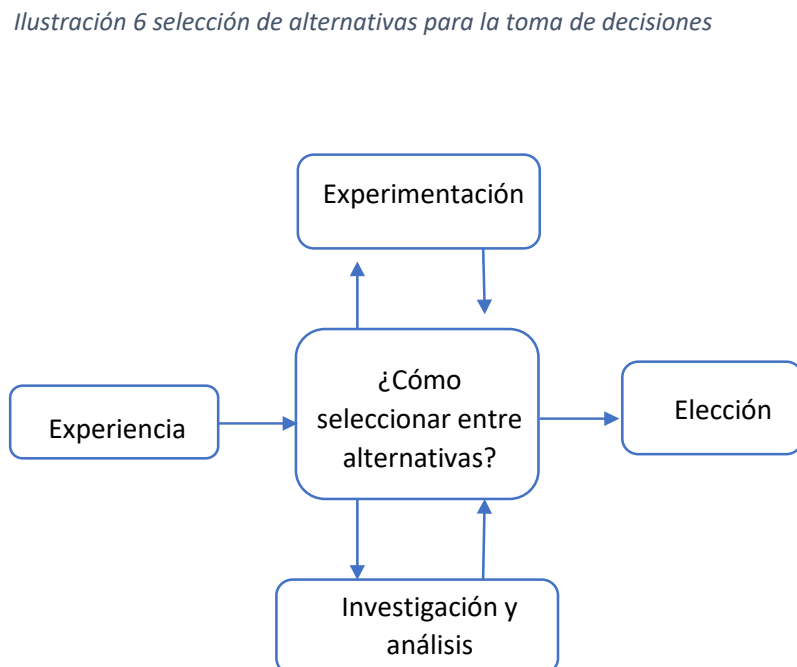 Ilustración 6 selección de alternativas para la toma de decisiones
Experimentación
¿Cómo
seleccionar entre
alternativas?
Experiencia
Elección
Investigación y
análisis